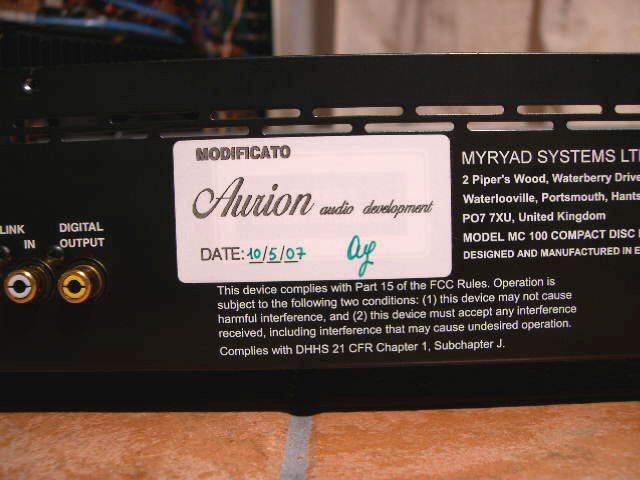 MODIFICATO
Aurion audio development
DATE: 10/5/07
LINK IN
DIGITAL OUTPUT
MYRYAD SYSTEMS LT
2 Piper's Wood, Waterberry Drive
Waterlooville, Portsmouth, Hants
PO7 7XU, United Kingdom
MODEL MC 100 COMPACT DISC
DESIGNED AND MANUFACTURED IN E
This device complies with Part 15 of the FCC Rules. Operation is
subject to the following two conditions: (1) this device may not cause
harmful interference, and (2) this device must accept any interference
received, including interference that may cause undesired operation.
Complies with DHHS 21 CFR Chapter 1, Subchapter J.